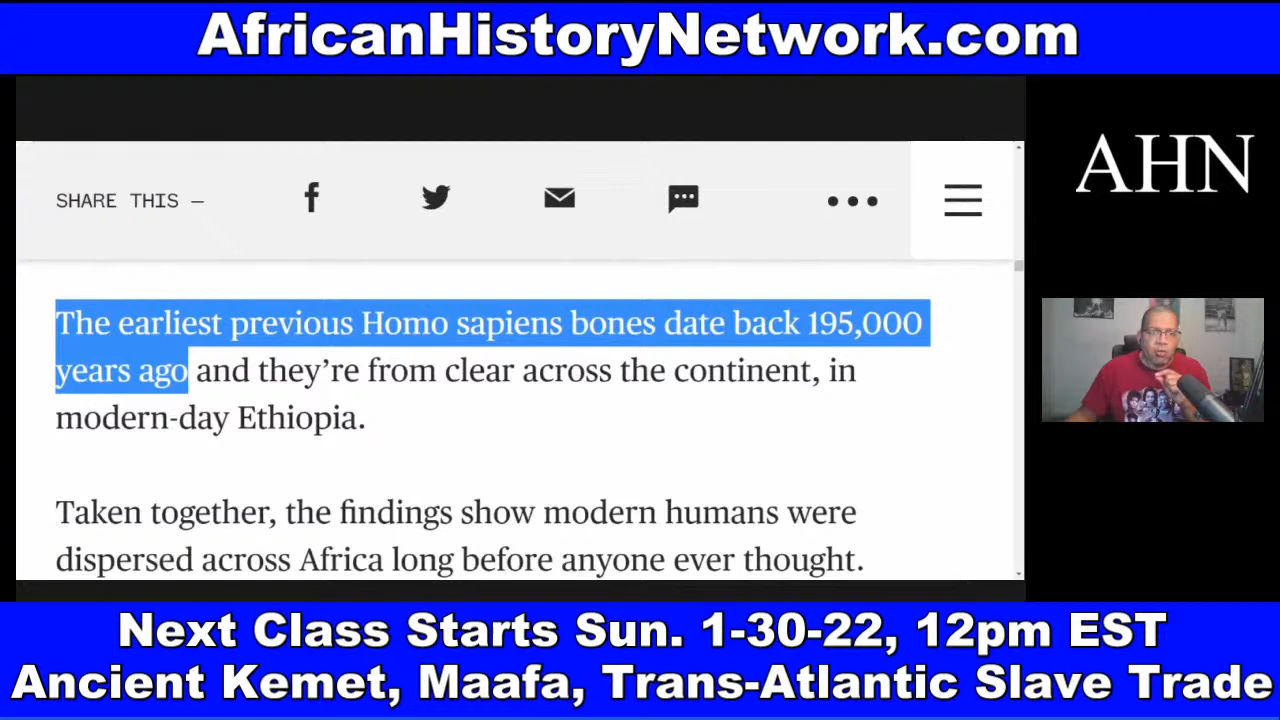 AfricanHistoryNetwork.com
SHARE THIS –
AHN
The earliest previous Homo sapiens bones date back 195,000
years ago and they’re from clear across the continent, in
modern-day Ethiopia.
Taken together, the findings show modern humans were
dispersed across Africa long before anyone ever thought.
Next Class Starts Sun. 1-30-22, 12pm EST
Ancient Kemet, Maafa, Trans-Atlantic Slave Trade